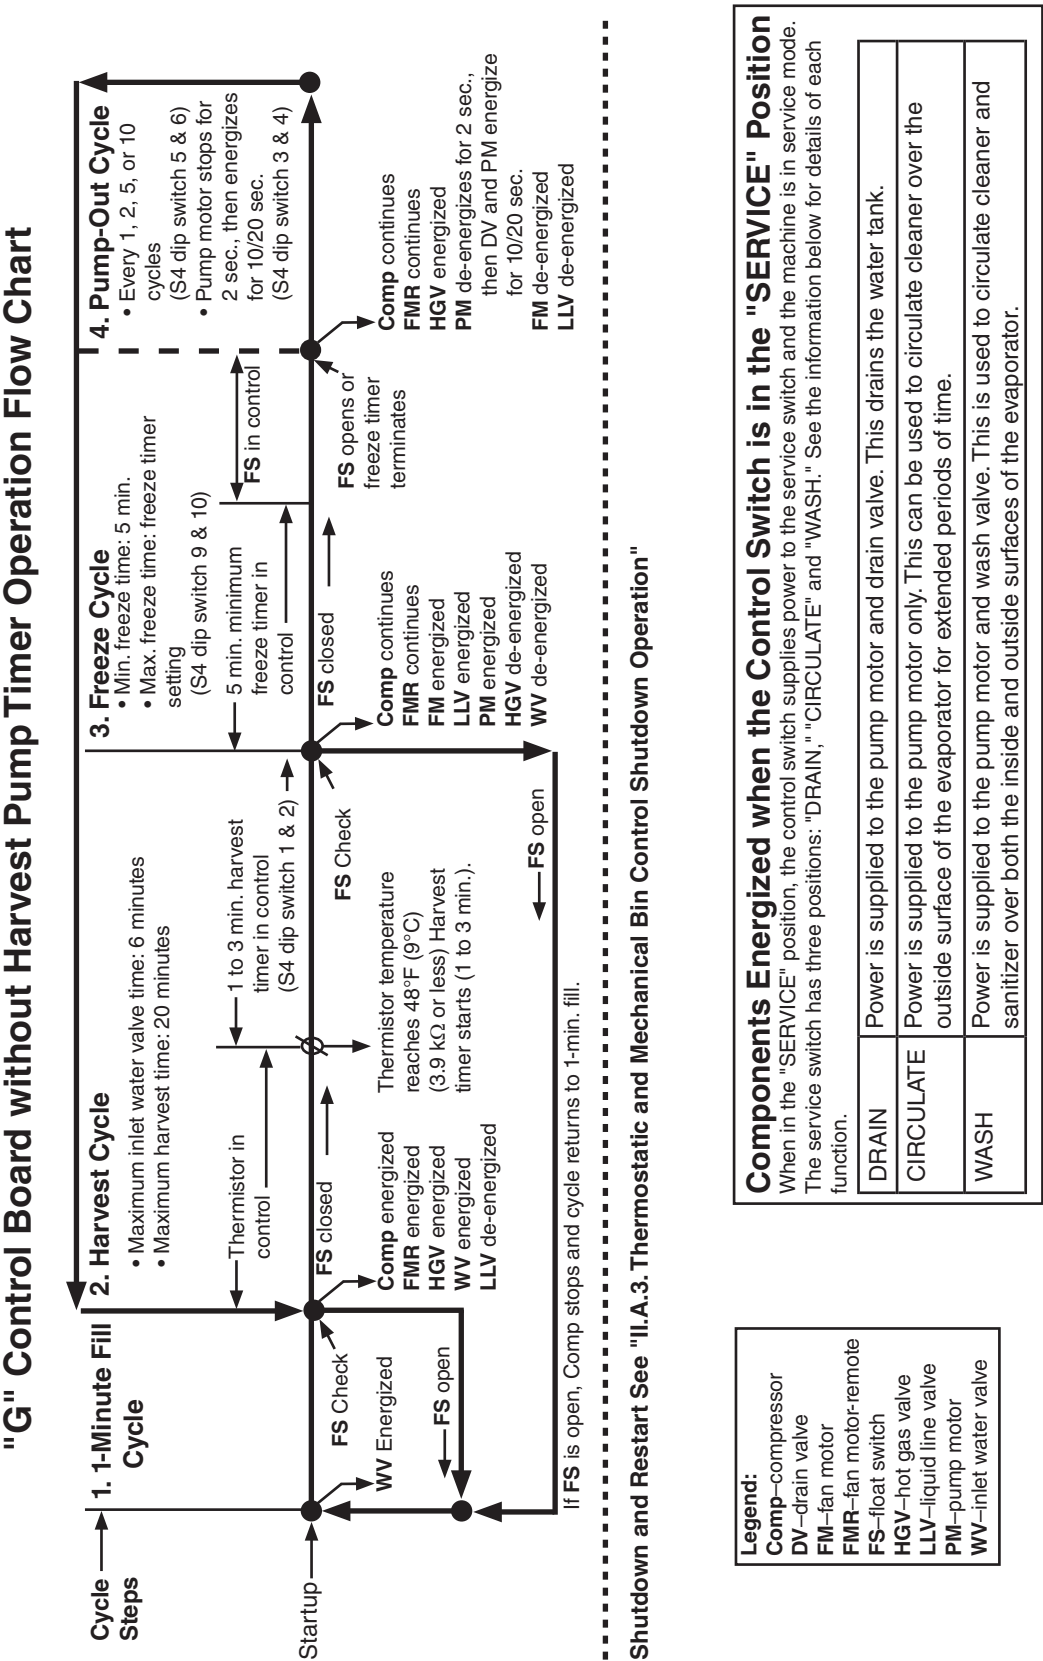 "G" Control Board without Harvest Pump Timer Operation Flow Chart
Cycle
Steps
1. 1-Minute Fill
Cycle
2. Harvest Cycle
• Maximum inlet water valve time: 6 minutes
• Maximum harvest time: 20 minutes
3. Freeze Cycle
• Min. freeze time: 5 min.
• Max. freeze time: freeze timer
setting
(S4 dip switch 9 & 10)
4. Pump-Out Cycle
• Every 1, 2, 5, or 10
cycles
(S4 dip switch 5 & 6)
• Pump motor stops for
2 sec., then energizes
for 10/20 sec.
(S4 dip switch 3 & 4)
Thermistor in
control
1 to 3 min. harvest
timer in control
(S4 dip switch 1 & 2)
5 min. minimum
freeze timer in
control
FS in control
Startup
WV Energized
FS Check
FS open
FS closed
Comp energized
FMR energized
HGV energized
WV energized
LLV de-energized
Thermistor temperature
reaches 48°F (9°C)
(3.9 kΩ or less) Harvest
timer starts (1 to 3 min.).
FS Check
FS open
FS closed
Comp continues
FMR continues
FM energized
LLV energized
PM energized
HGV de-energized
WV de-energized
FS opens or
freeze timer
terminates
Comp continues
FMR continues
HGV energized
PM de-energizes for 2 sec.,
then DV and PM energize
for 10/20 sec.
FM de-energized
LLV de-energized
If FS is open, Comp stops and cycle returns to 1-min. fill.
Shutdown and Restart See "II.A.3. Thermostatic and Mechanical Bin Control Shutdown Operation"
Legend:
Comp–compressor
DV–drain valve
FM–fan motor
FMR–fan motor-remote
FS–float switch
HGV–hot gas valve
LLV–liquid line valve
PM–pump motor
WV–inlet water valve
Components Energized when the Control Switch is in the "SERVICE" Position
When in the "SERVICE" position, the control switch supplies power to the service switch and the machine is in service mode.
The service switch has three positions: "DRAIN," "CIRCULATE" and "WASH." See the information below for details of each
function.
DRAIN
Power is supplied to the pump motor and drain valve. This drains the water tank.
CIRCULATE
Power is supplied to the pump motor only. This can be used to circulate cleaner over the
outside surface of the evaporator for extended periods of time.
WASH
Power is supplied to the pump motor and wash valve. This is used to circulate cleaner and
sanitizer over both the inside and outside surfaces of the evaporator.